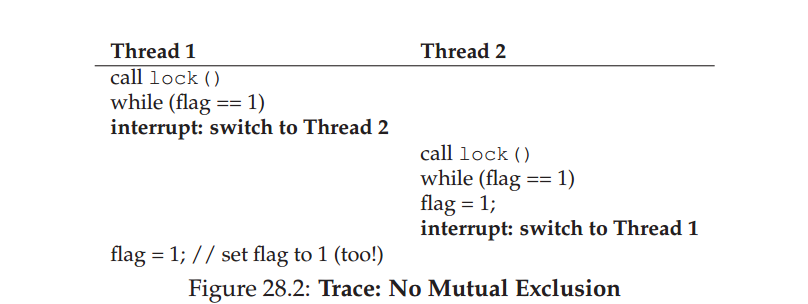 Thread 1 Thread 2
call lock()
while (flag == 1)
interrupt: switch to Thread 2
call lock()
while (flag == 1)
flag = 1;
interrupt: switch to Thread 1
flag = 1; // set flag to 1 (too!)
Figure 28.2: Trace: No Mutual Exclusion